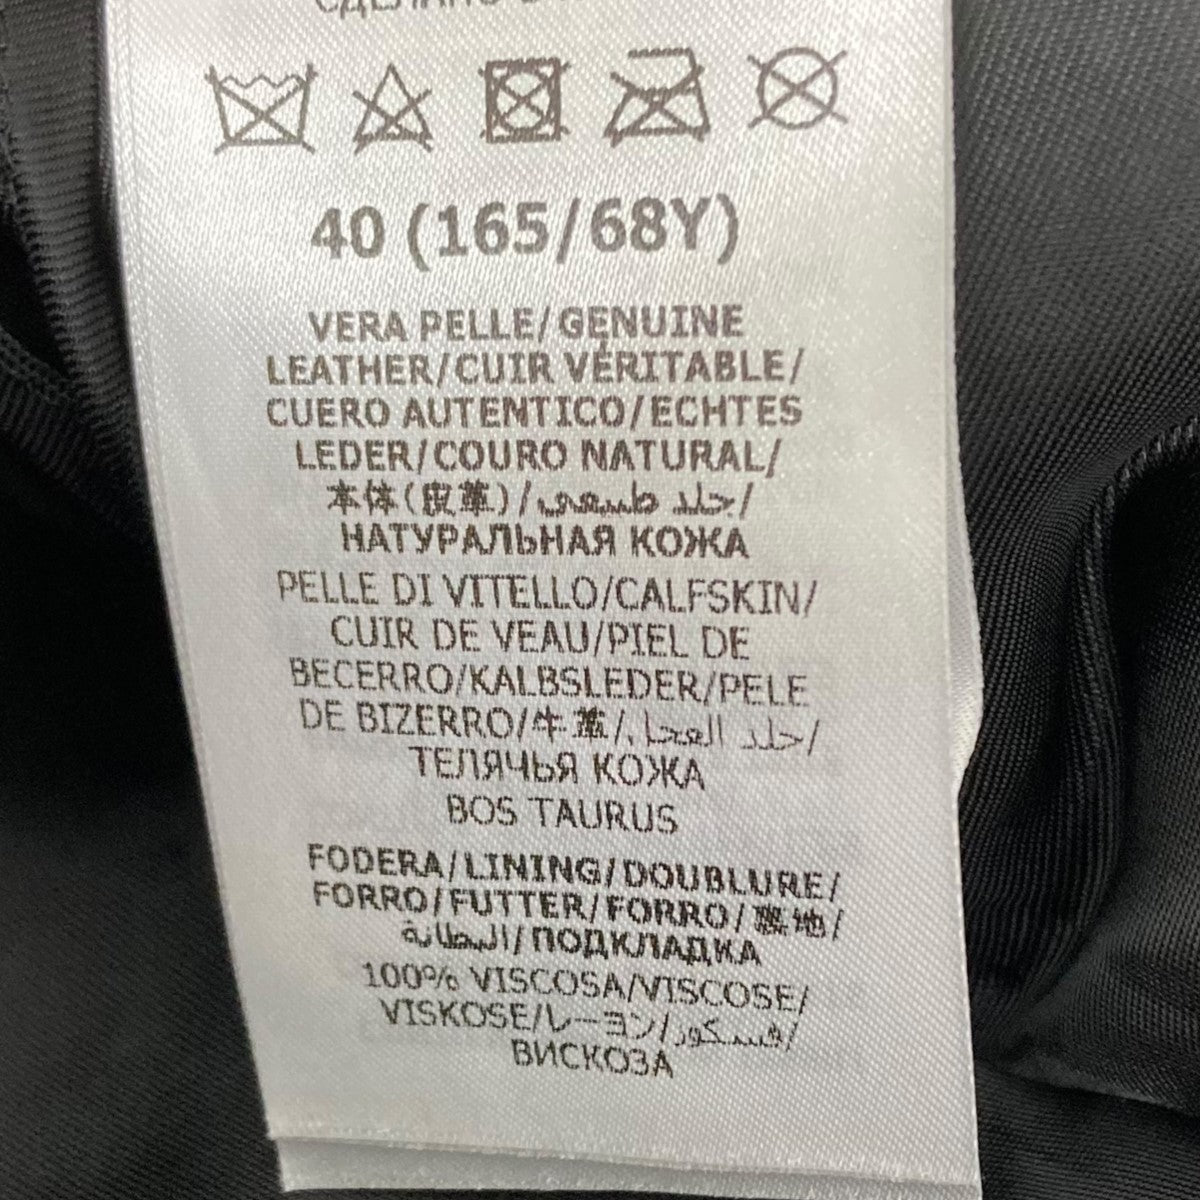 40 (165/68Y)
VERA PELLE/GENUINE
LEATHER/CUIR VÉRITABLE/
CUERO AUTENTICO/ECHTES
LEDER/COURO NATURAL/
本体(皮革)/جلد طبيعي/
НАТУРАЛЬНАЯ КОЖА
PELLE DI VITELLO/CALFSKIN/
CUIR DE VEAU/PIEL DE
BECERRO/KALBSLEDER/PELE
DE BIZERRO/牛革/جلد العجل/
ТЕЛЯЧЬЯ КОЖА
BOS TAURUS
FODERA/LINING/DOUBLURE/
FORRO/FUTTER/FORRO/裏地/
البطانة/ПОДКЛАДКА
100% VISCOSA/VISCOSE/
VISKOSE/レーヨン/فسكوز/
ВИСКОЗА